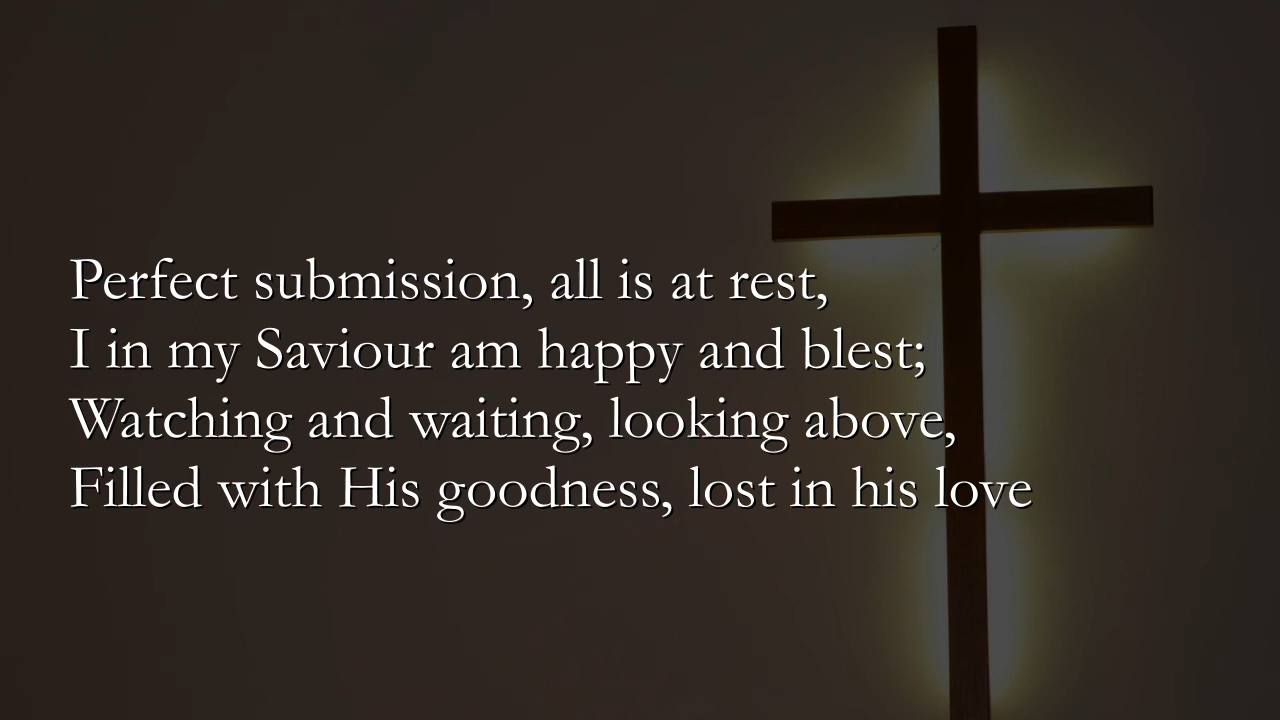 Perfect submission, all is at rest,
I in my Saviour am happy and blest;
Watching and waiting, looking above,
Filled with His goodness, lost in his love